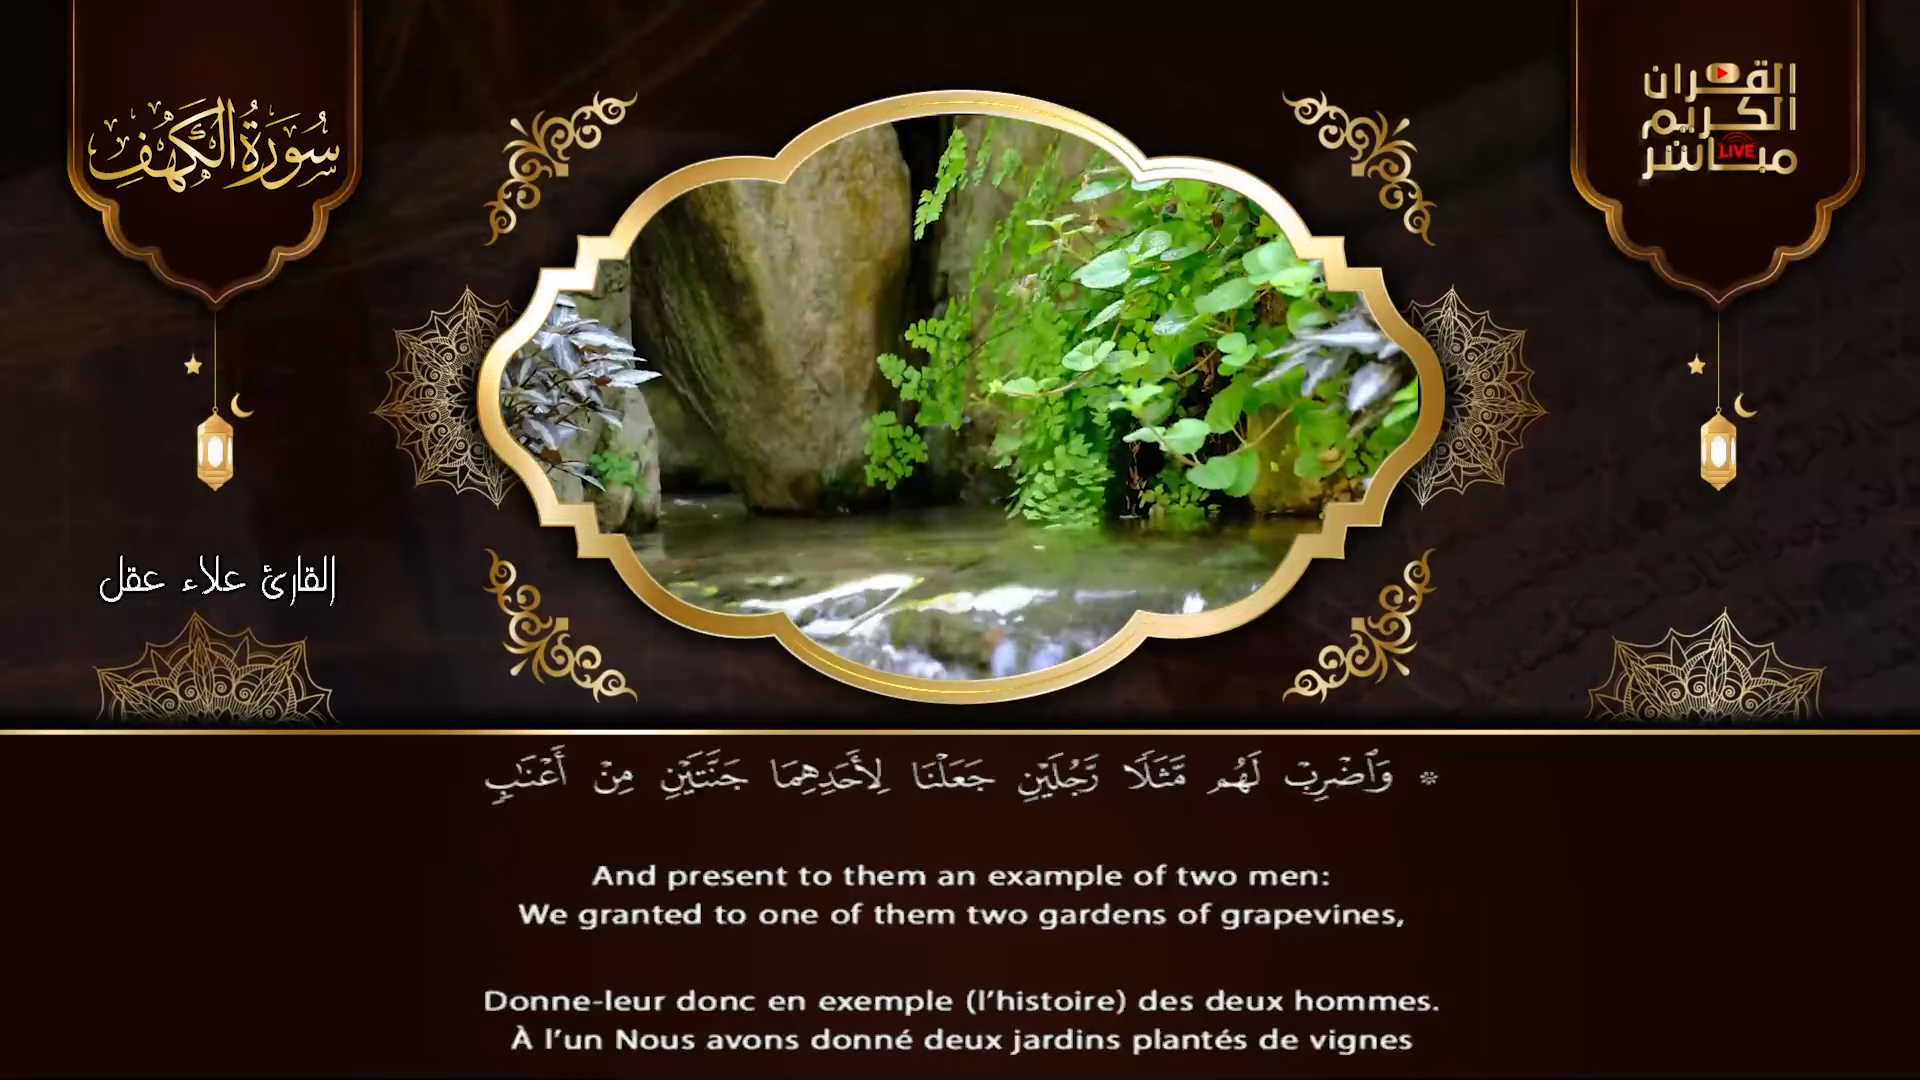 سُورَةُ الكَهْفِ
القران
الكريم
مباشر
LIVE
القارئ علاء عقل
۞ وَٱضْرِبْ لَهُم مَّثَلًا رَّجُلَيْنِ جَعَلْنَا لِأَحَدِهِمَا جَنَّتَيْنِ مِنْ أَعْنَٰبٍ
And present to them an example of two men:
We granted to one of them two gardens of grapevines,
Donne-leur donc en exemple (l’histoire) des deux hommes.
À l’un Nous avons donné deux jardins plantés de vignes